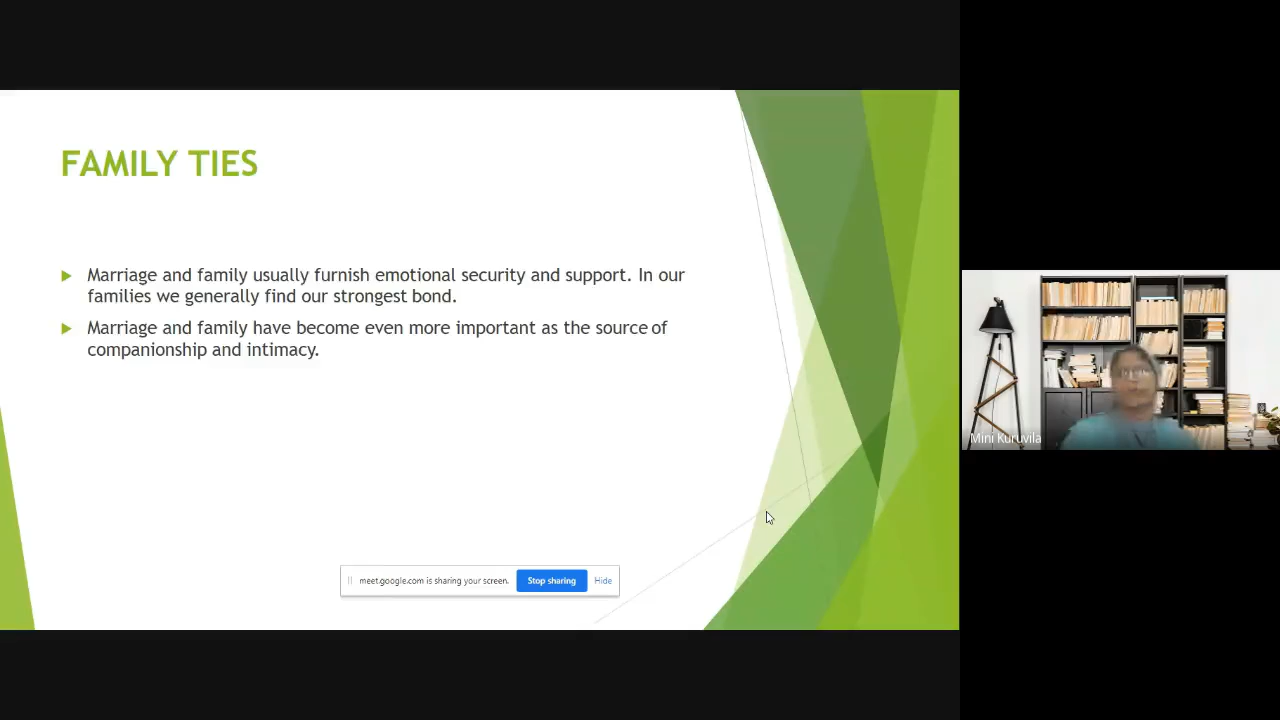 FAMILY TIES
Marriage and family usually furnish emotional security and support. In our
families we generally find our strongest bond.
Marriage and family have become even more important as the source of
companionship and intimacy.
meet.google.com is sharing your screen. Stop sharing Hide
Mini Kuruvila